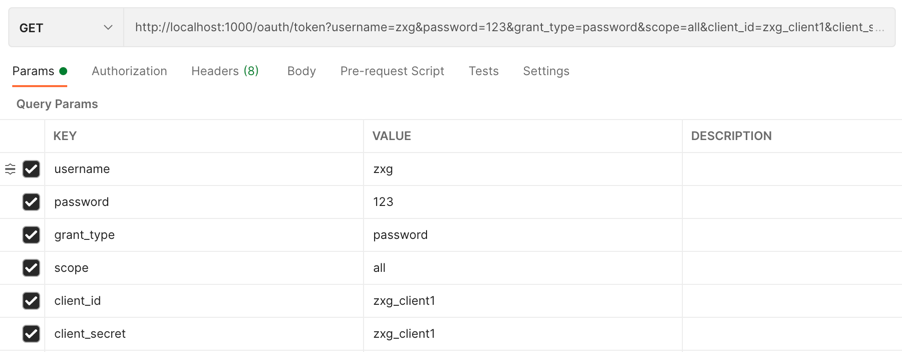 GET http://localhost:1000/oauth/token?username=zxg&password=123&grant_type=password&scope=all&client_id=zxg_client1&client_s...
Params Authorization Headers (8) Body Pre-request Script Tests Settings
Query Params
KEY VALUE DESCRIPTION
username zxg
password 123
grant_type password
scope all
client_id zxg_client1
client_secret zxg_client1